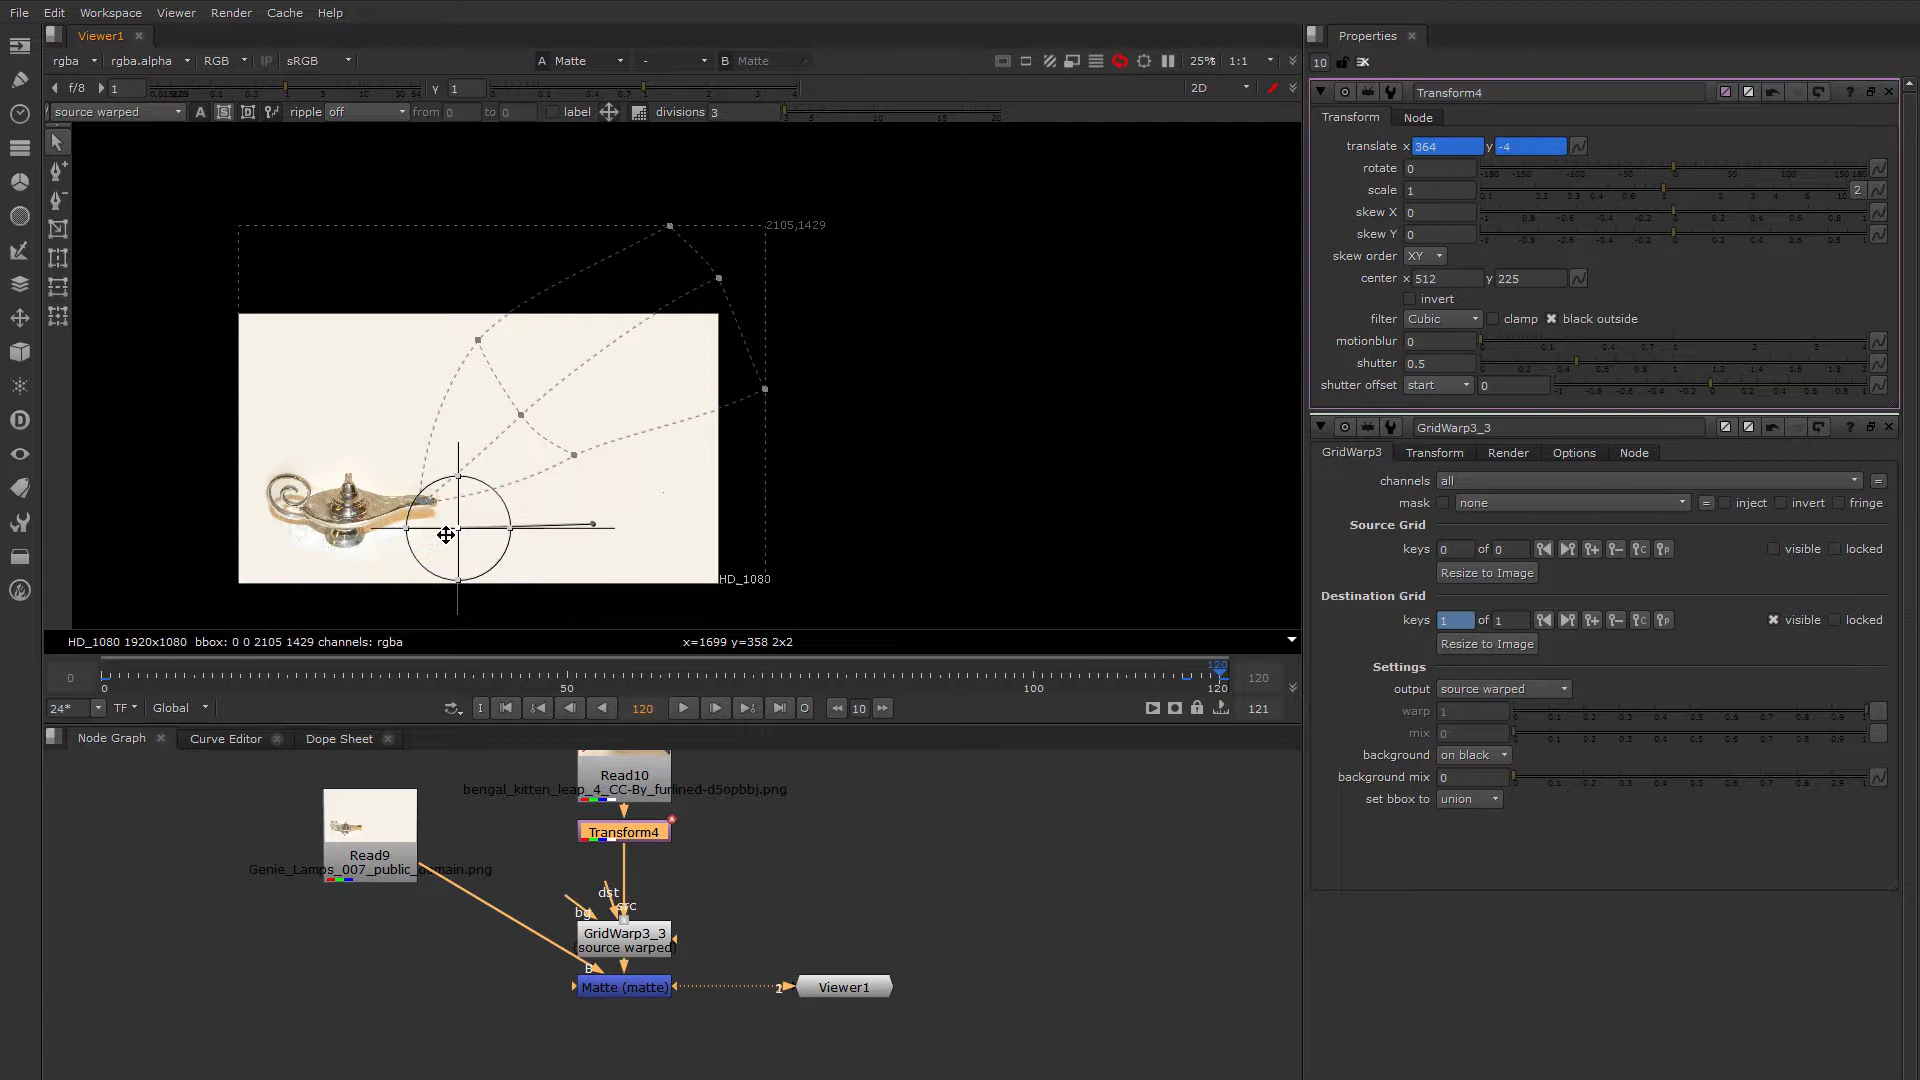 File Edit Workspace Viewer Render Cache Help
Viewer1
rgba rgba.alpha RGB IP sRGB A Matte - B Matte 25% 1:1
f/8 1 Y 1 2D
source warped A S D ripple off from 0 to 0 label divisions 3
2105,1429
HD_1080
HD_1080 1920x1080 bbox: 0 0 2105 1429 channels: rgba x=1699 y=358 2x2
0 0 50 100 120 120 120
24* TF Global I 120 O 10 121
Node Graph Curve Editor Dope Sheet
Read10
bengal_kitten_leap_4_CC-By_furlined-d5opbbj.png
Transform4
Read9
Genie_Lamps_007_public_domain.png
dst
src
bg
GridWarp3_3
(source warped)
B
Matte (matte)
Viewer1
Properties
10
Transform4
Transform Node
translate x 364 y -4
rotate 0
scale 1 2
skew X 0
skew Y 0
skew order XY
center x 512 y 225
invert
filter Cubic clamp black outside
motionblur 0
shutter 0.5
shutter offset start 0
GridWarp3_3
GridWarp3 Transform Render Options Node
channels all =
mask none = inject invert fringe
Source Grid
keys 0 of 0 visible locked
Resize to Image
Destination Grid
keys 1 of 1 visible locked
Resize to Image
Settings
output source warped
warp 1
mix 0
background on black
background mix 0
set bbox to union